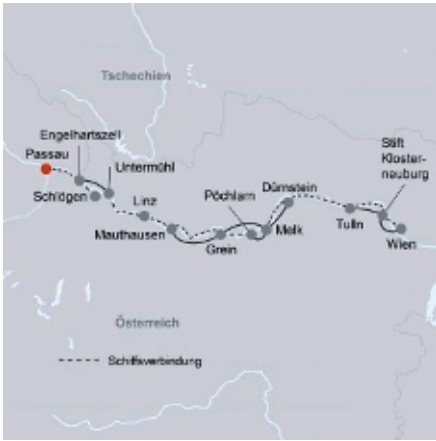 Tschechien
Engelhartszell
Passau
Untermühl
Schlögen
Linz
Mauthausen
Grein
Pöchlarn
Melk
Dürnstein
Tulln
Stift
Kloster-
neuburg
Wien
Österreich
Schiffsverbindung